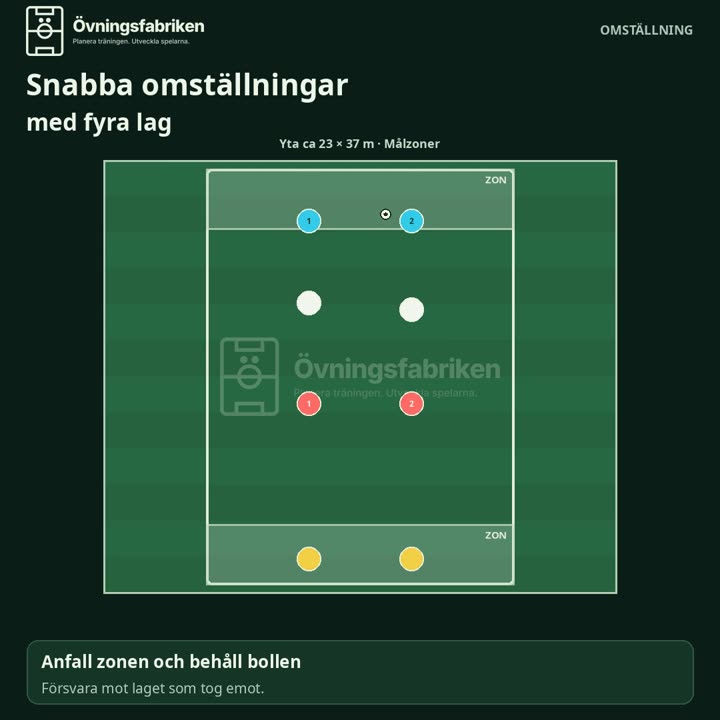 Övningsfabriken
Planera träningen. Utveckla spelarna.
OMSTÄLLNING
Snabba omställningar
med fyra lag
Yta ca 23 × 37 m · Målzoner
ZON
1
2
Övningsfabriken
Planera träningen. Utvckla spelarna.
1
2
ZON
Anfall zonen och behåll bollen
Försvara mot laget som tog emot.